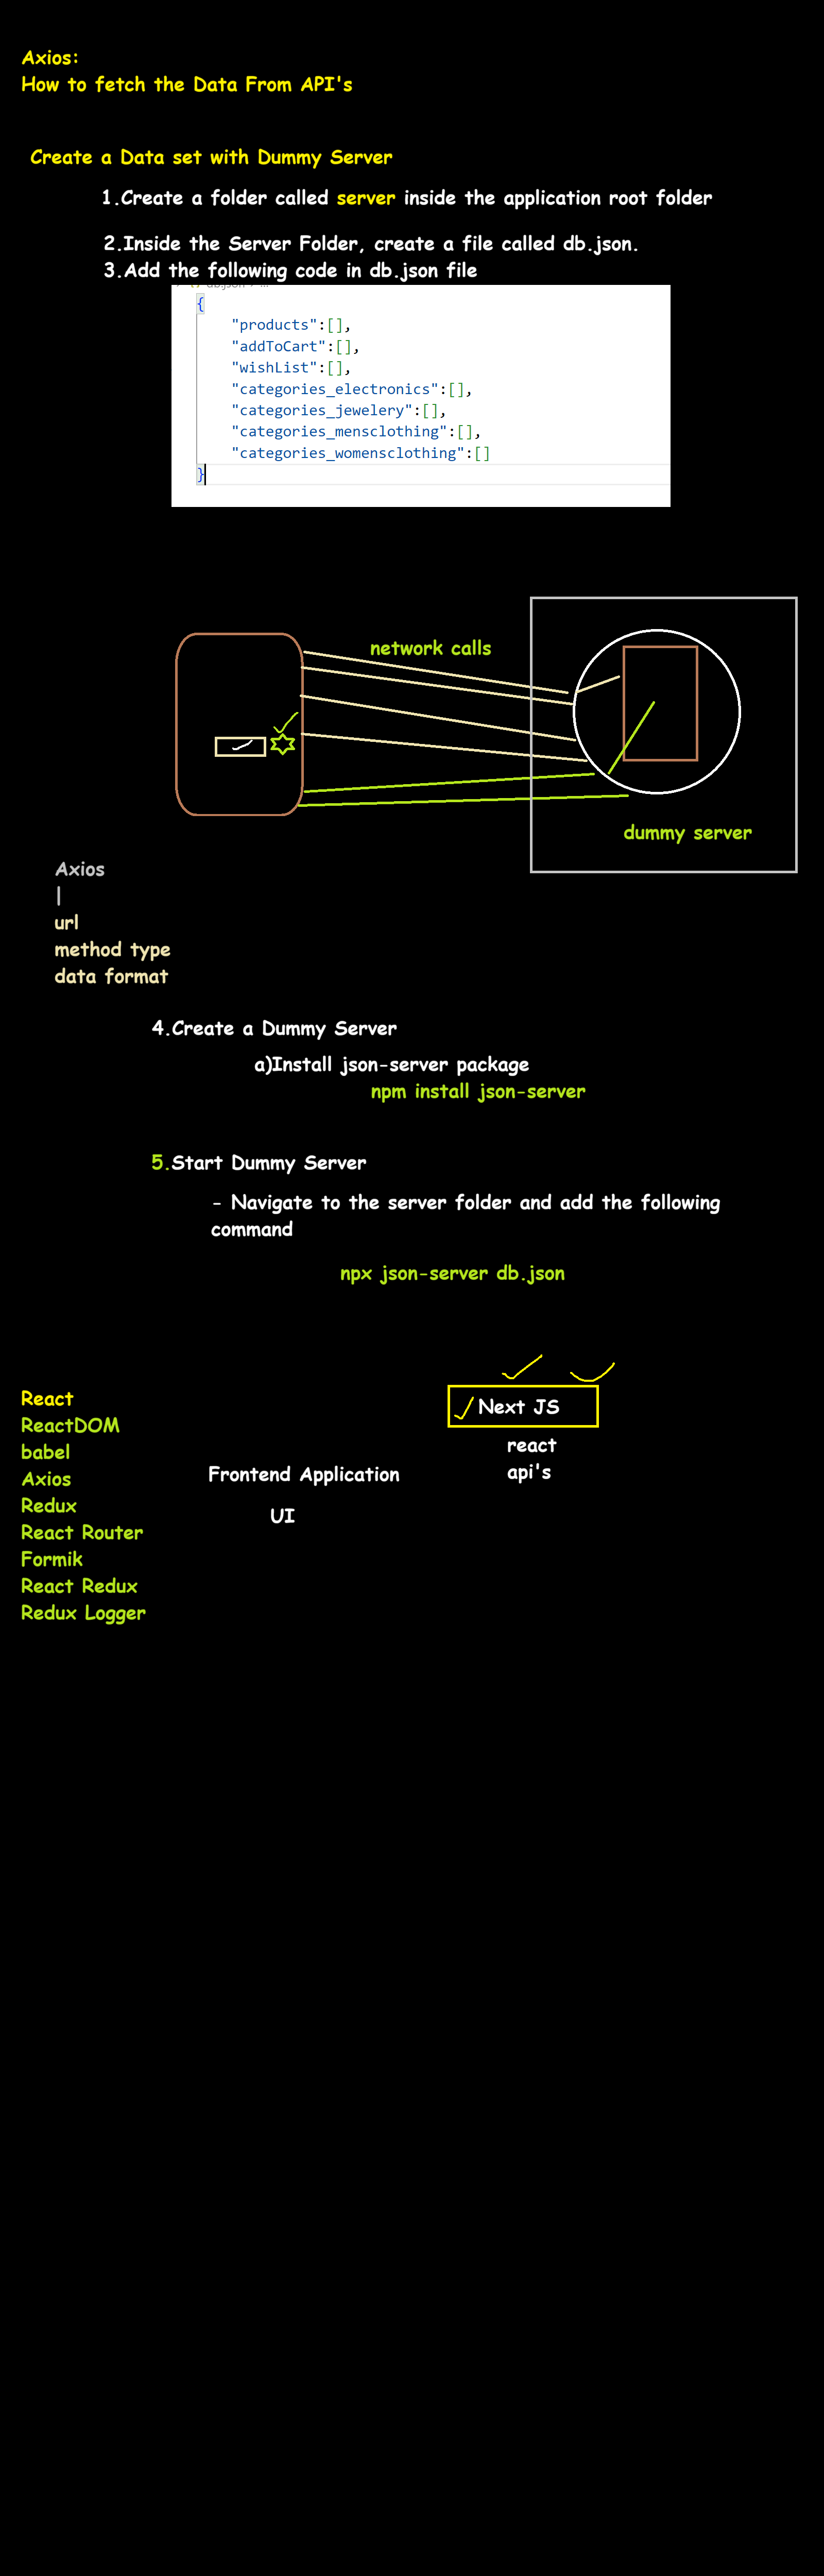 Axios:
How to fetch the Data From API's
Create a Data set with Dummy Server
1.Create a folder called server inside the application root folder
2.Inside the Server Folder, create a file called db.json.
3.Add the following code in db.json file
{
"products":[],
"addToCart":[],
"wishList":[],
"categories_electronics":[],
"categories_jewelery":[],
"categories_mensclothing":[],
"categories_womensclothing":[]
}
network calls
dummy server
Axios
|
url
method type
data format
4.Create a Dummy Server
a)Install json-server package
npm install json-server
5.Start Dummy Server
- Navigate to the server folder and add the following
command
npx json-server db.json
React
ReactDOM
babel
Axios
Redux
React Router
Formik
React Redux
Redux Logger
Frontend Application
UI
Next JS
react
api's